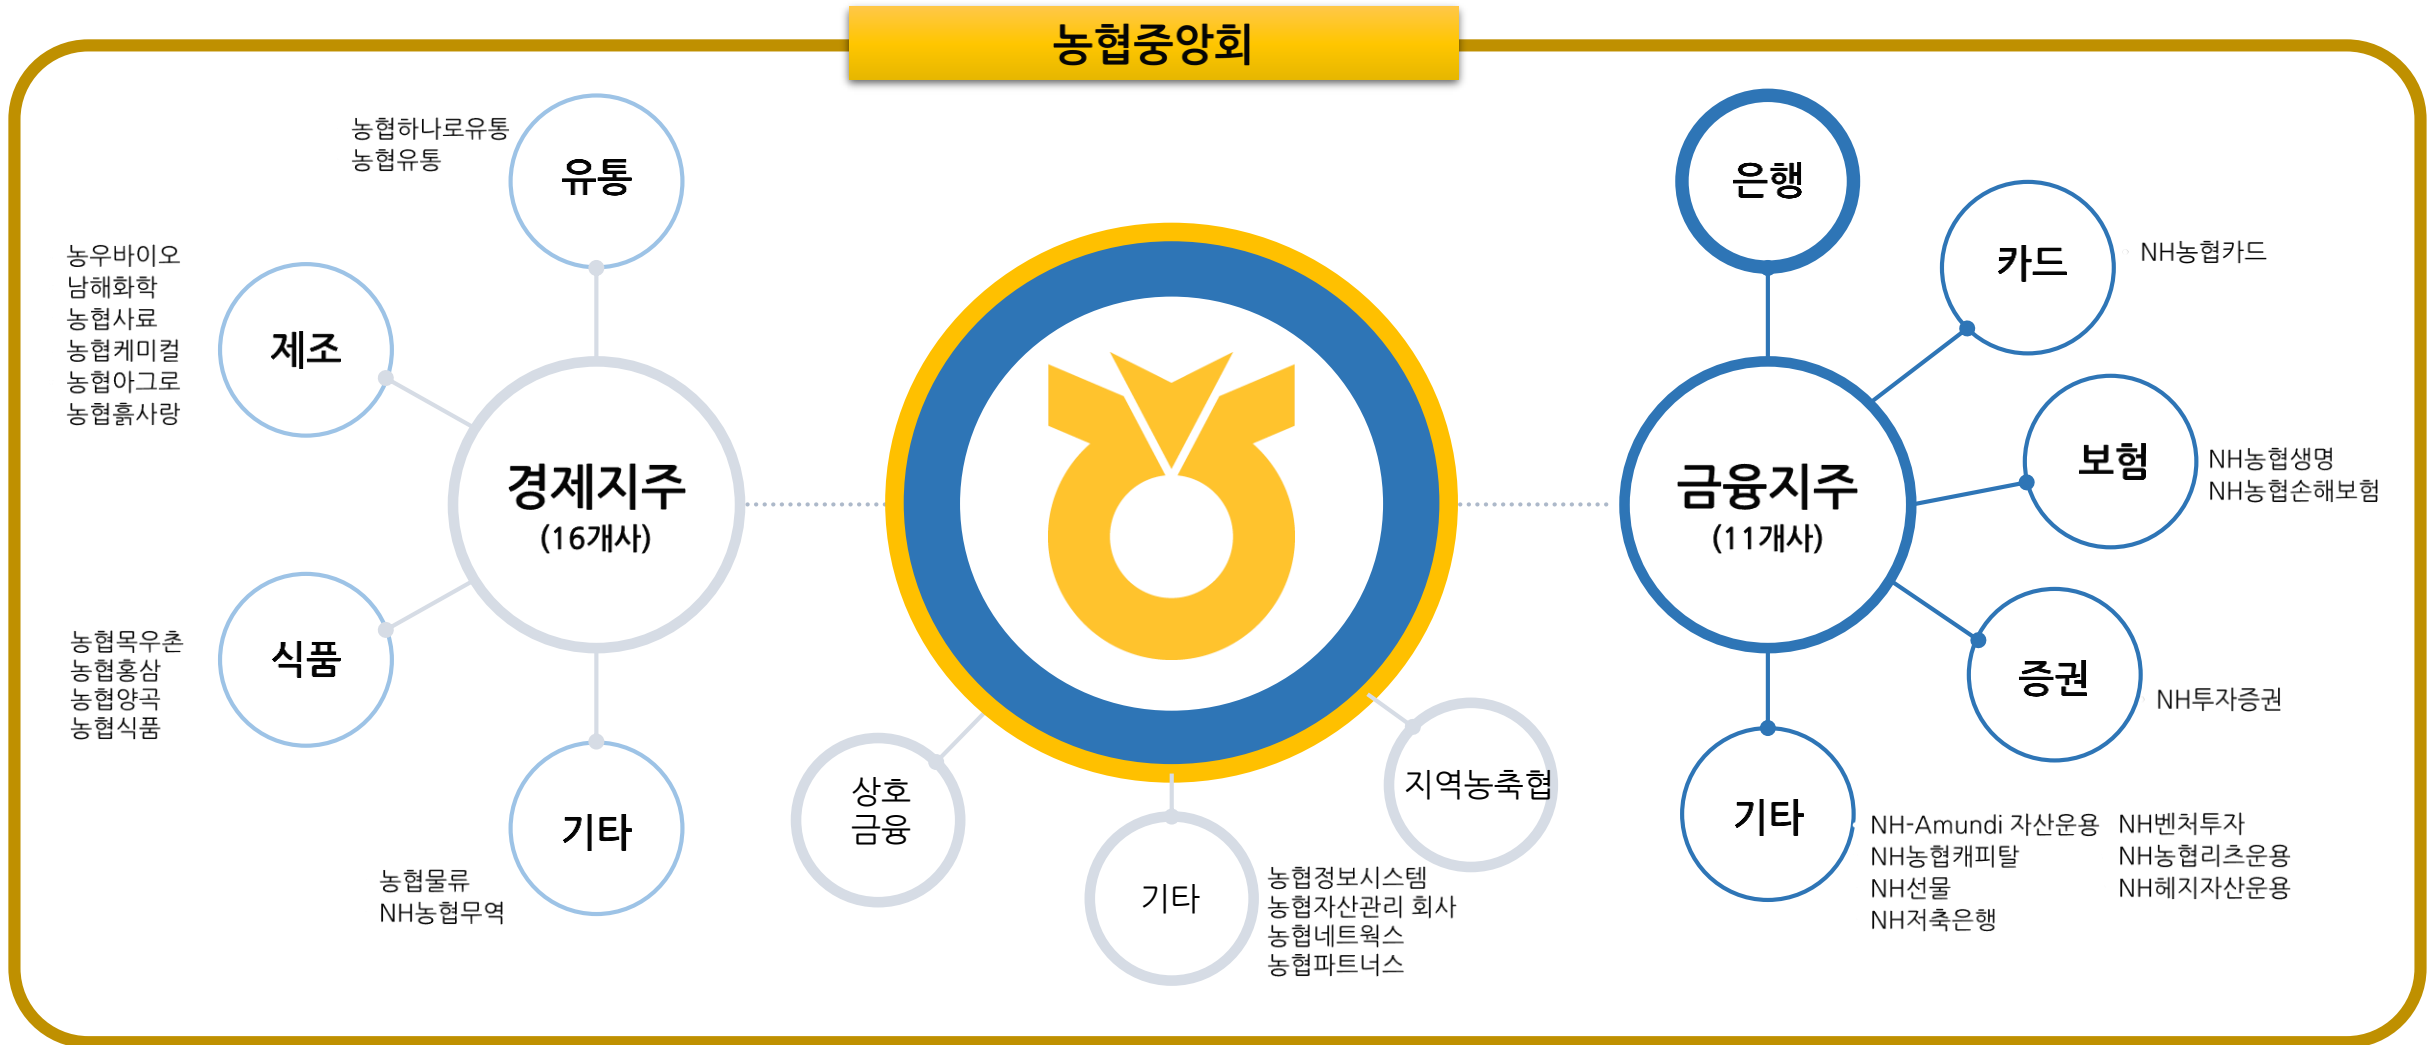 농협중앙회
농협하나로유통
농협유통
유통
농우바이오
남해화학
농협사료
농협케미컬
농협아그로
농협흙사랑
제조
경제지주
(16개사)
농협목우촌
농협홍삼
농협양곡
농협식품
식품
기타
농협물류
NH농협무역
상호
금융
기타
농협정보시스템
농협자산관리 회사
농협네트웍스
농협파트너스
지역농축협
은행
카드
NH농협카드
금융지주
(11개사)
보험
NH농협생명
NH농협손해보험
증권
NH투자증권
기타
NH-Amundi 자산운용
NH농협캐피탈
NH선물
NH저축은행
NH벤처투자
NH농협리츠운용
NH헤지자산운용